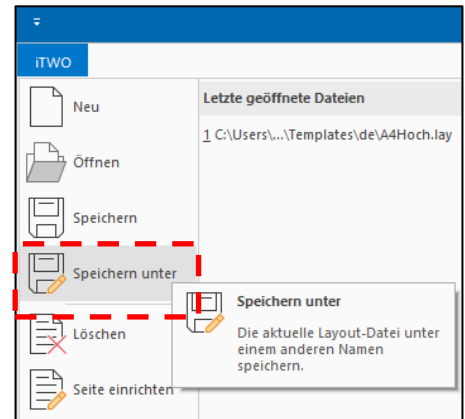 iTWO
Neu
Öffnen
Speichern
Speichern unter
Löschen
Seite einrichten
Letzte geöffnete Dateien
1 C:\Users\...\Templates\de\A4Hoch.lay
Speichern unter
Die aktuelle Layout-Datei unter
einem anderen Namen
speichern.